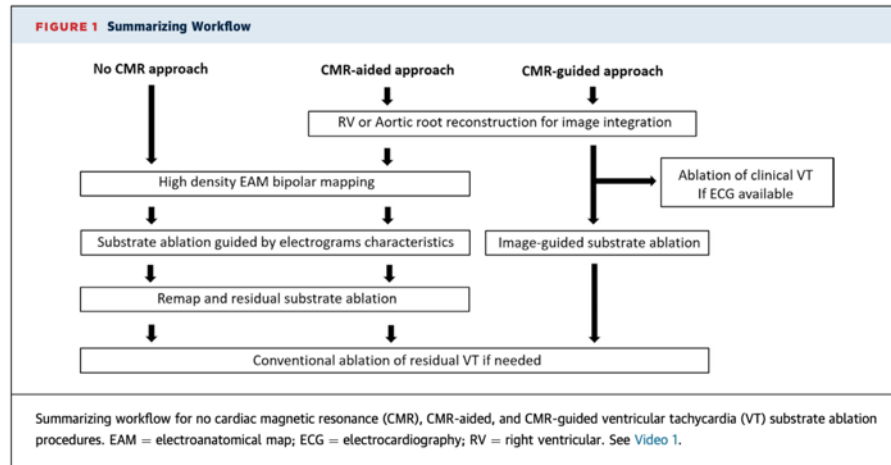 FIGURE 1 Summarizing Workflow
No CMR approach CMR-aided approach CMR-guided approach
RV or Aortic root reconstruction for image integration
Ablation of clinical VT
If ECG available
High density EAM bipolar mapping
Substrate ablation guided by electrograms characteristics
Image-guided substrate ablation
Remap and residual substrate ablation
Conventional ablation of residual VT if needed
Summarizing workflow for no cardiac magnetic resonance (CMR), CMR-aided, and CMR-guided ventricular tachycardia (VT) substrate ablation
procedures. EAM = electroanatomical map; ECG = electrocardiography; RV = right ventricular. See Video 1.